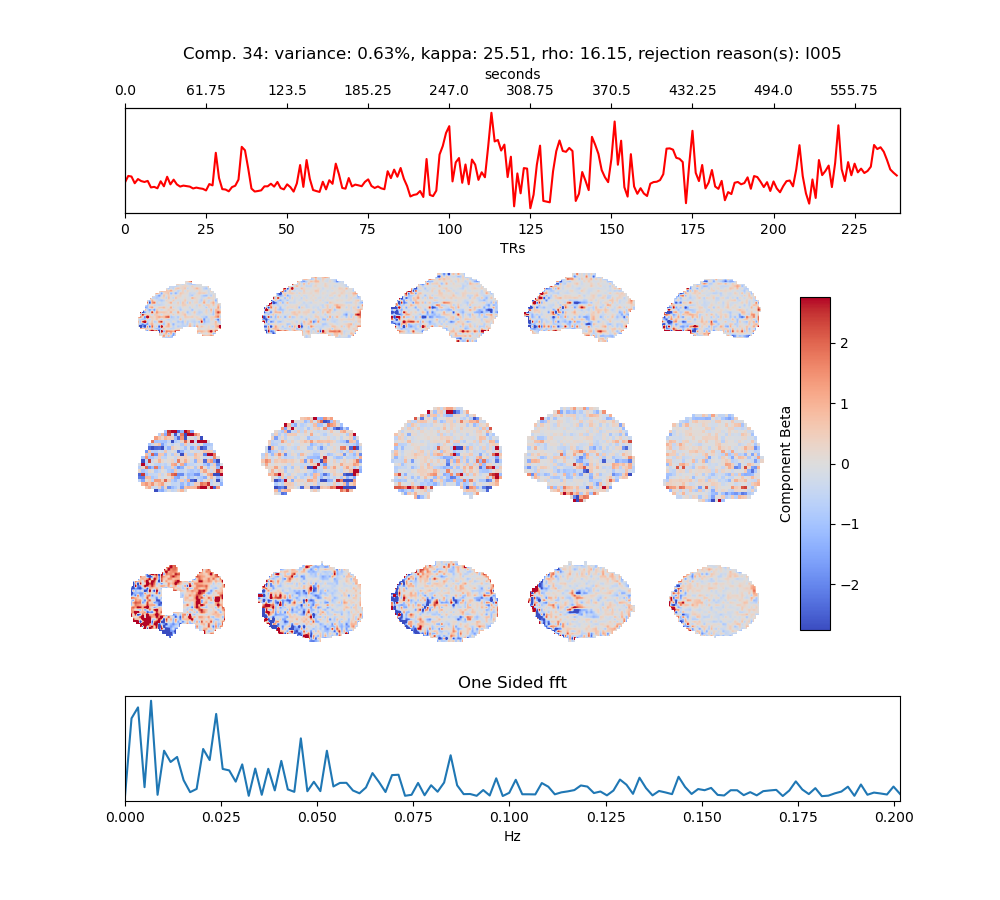 Comp. 34: variance: 0.63%, kappa: 25.51, rho: 16.15, rejection reason(s): I005
seconds
0.0 61.75 123.5 185.25 247.0 308.75 370.5 432.25 494.0 555.75
0 25 50 75 100 125 150 175 200 225
TRs
2
1
0
−1
−2
Component Beta
One Sided fft
0.000 0.025 0.050 0.075 0.100 0.125 0.150 0.175 0.200
Hz